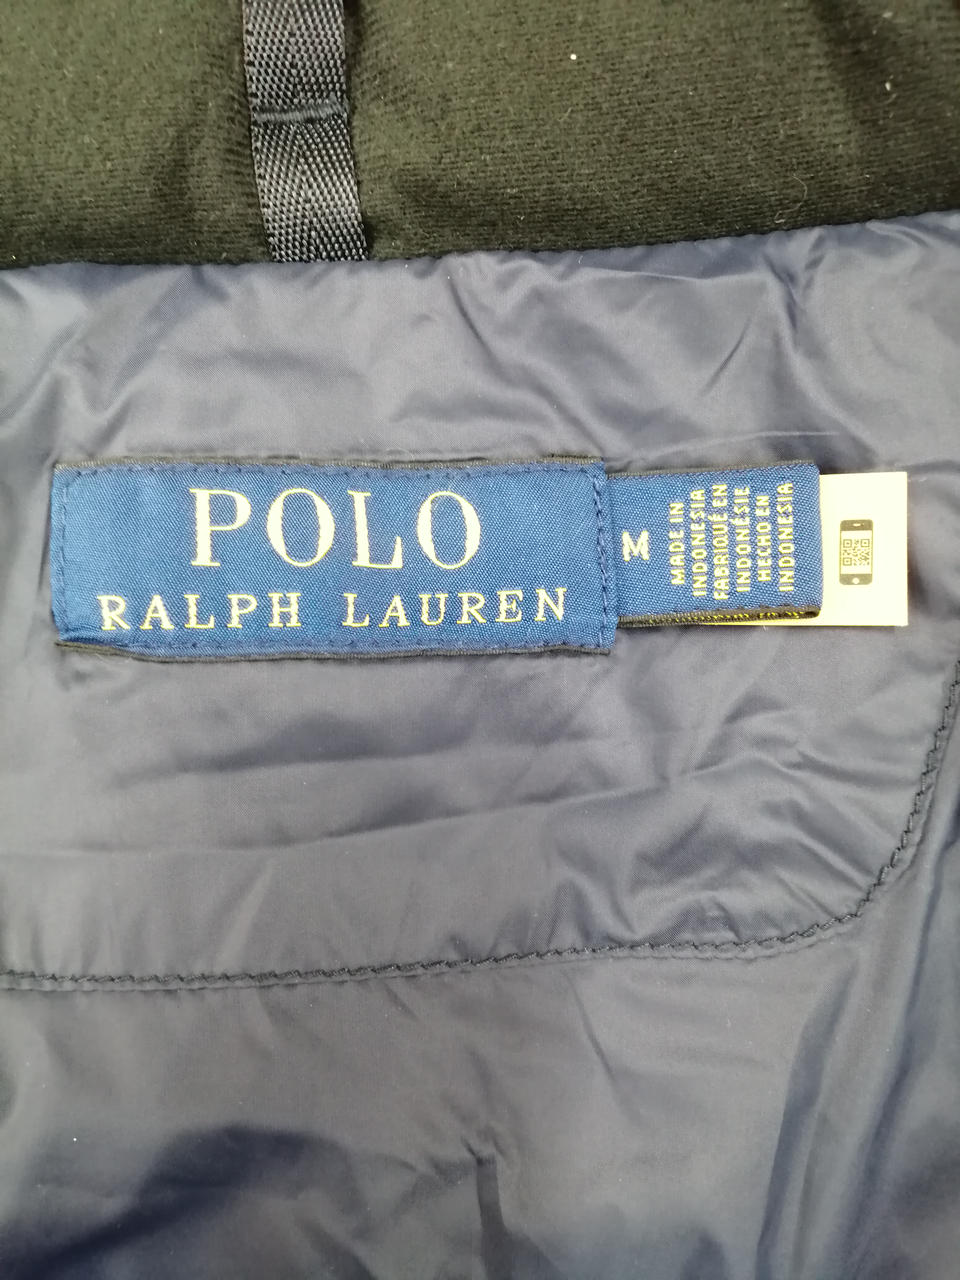 POLO
RALPH LAUREN
M
MADE IN
INDONESIA
FABRIQUÉ EN
INDONÉSIE
HECHO EN
INDONESIA